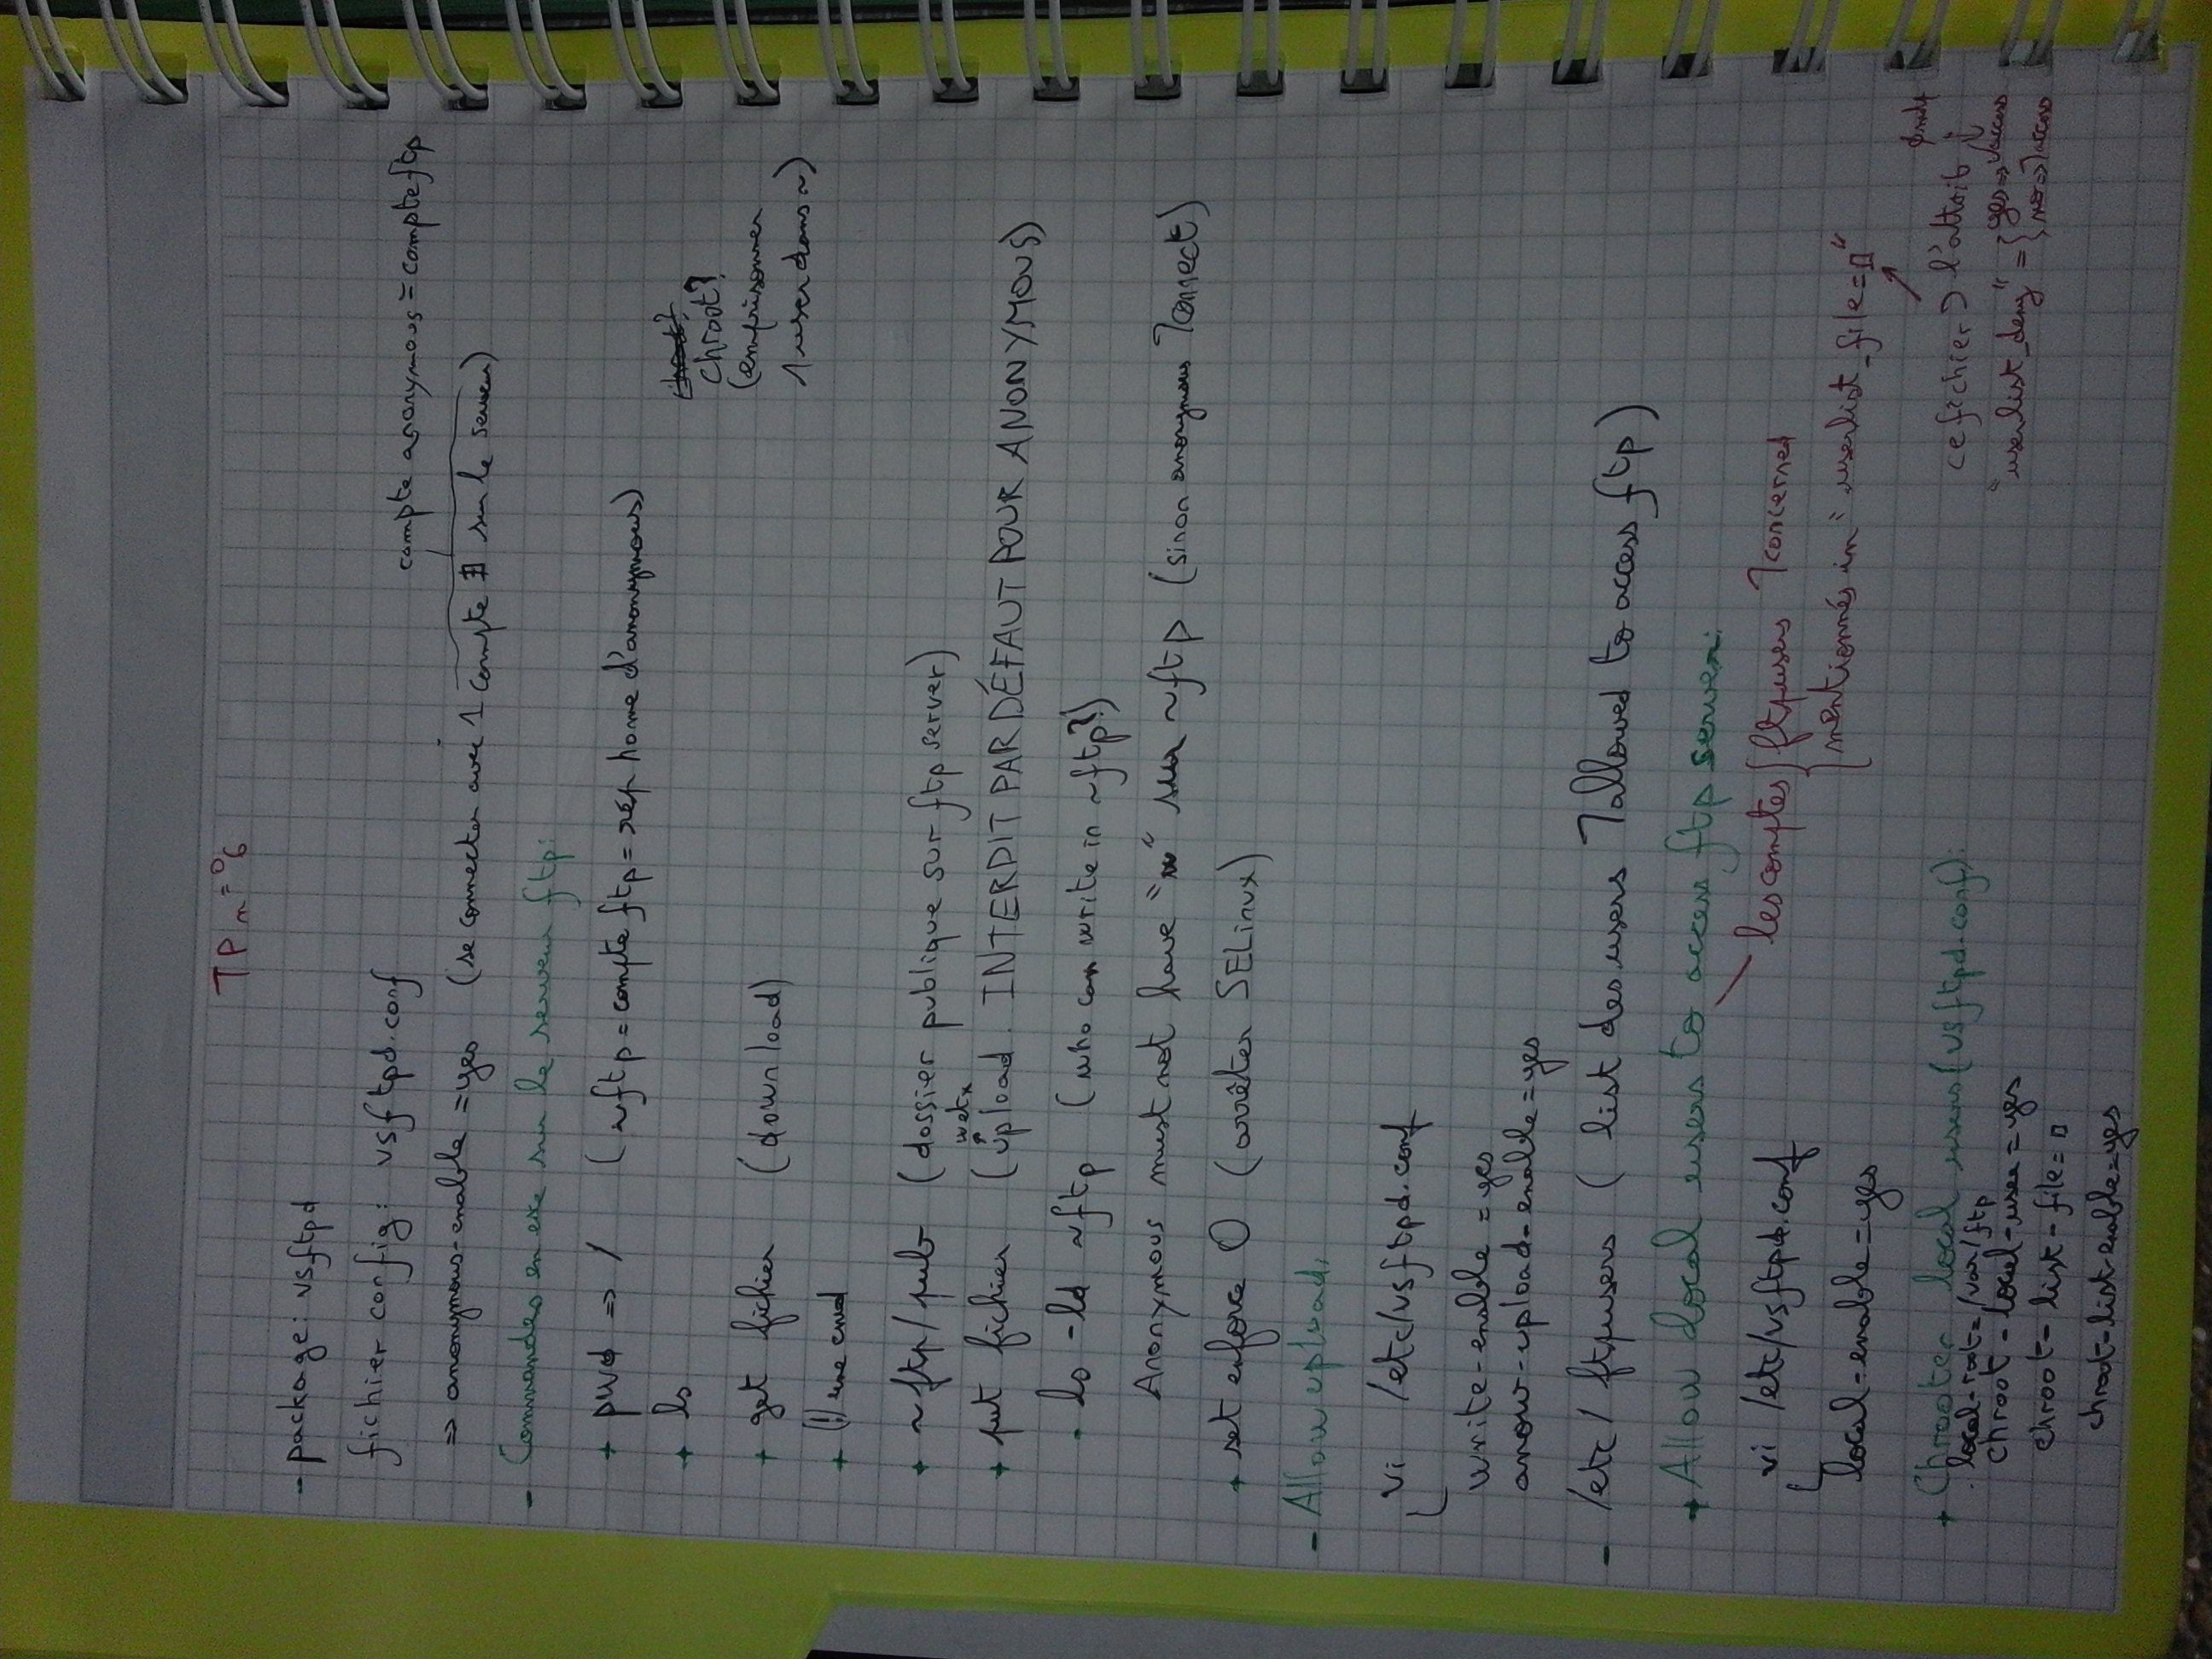 TP n=°6
- package: vsftpd
fichier config: vsftpd.conf
compte anonymous = compte ftp
=> anonymous-enable = yes (se connecter avec 1 compte ∄ sur le serveur)
- Commandes en exe sur le serveur ftp:
+ pwd => / (~ftp = compte ftp = rép home d'anonymous)
+ ls
chroot?
(emprisonner
1 user dans ~)
+ get fichier (download)
+ (!) une cmd
+ ~ftp/pub (dossier publique sur ftp server)
wetx
+ put fichier (upload. INTERDIT PAR DÉFAUT POUR ANONYMOUS)
. ls -ld ~ftp (who can write in ~ftp?)
Anonymous must not have "w" sur ~ftp (sinon anonymous ⌉connect)
+ set enforce 0 (arrêter SELinux)
- Allow upload:
vi /etc/vsftpd.conf
write-enable = yes
anow-upload-enable = yes
- /etc/ftpusers (list des users ⌉allowed to access ftp)
+ Allow local users to access ftp server:
les comptes { ftpusers ⌉concerned
mentionnés in "userlist_file=▯"
vi /etc/vsftpd.conf
local-enable = yes
ce fichier ⊃ l'attrib
"userlist_deny" = { yes => √access
no => ⌉access
+ Chrooter local users (vsftpd.conf):
local-root = /var/ftp
chroot-local-user = yes
chroot-list-file = ▯
chroot-list-enable = yes